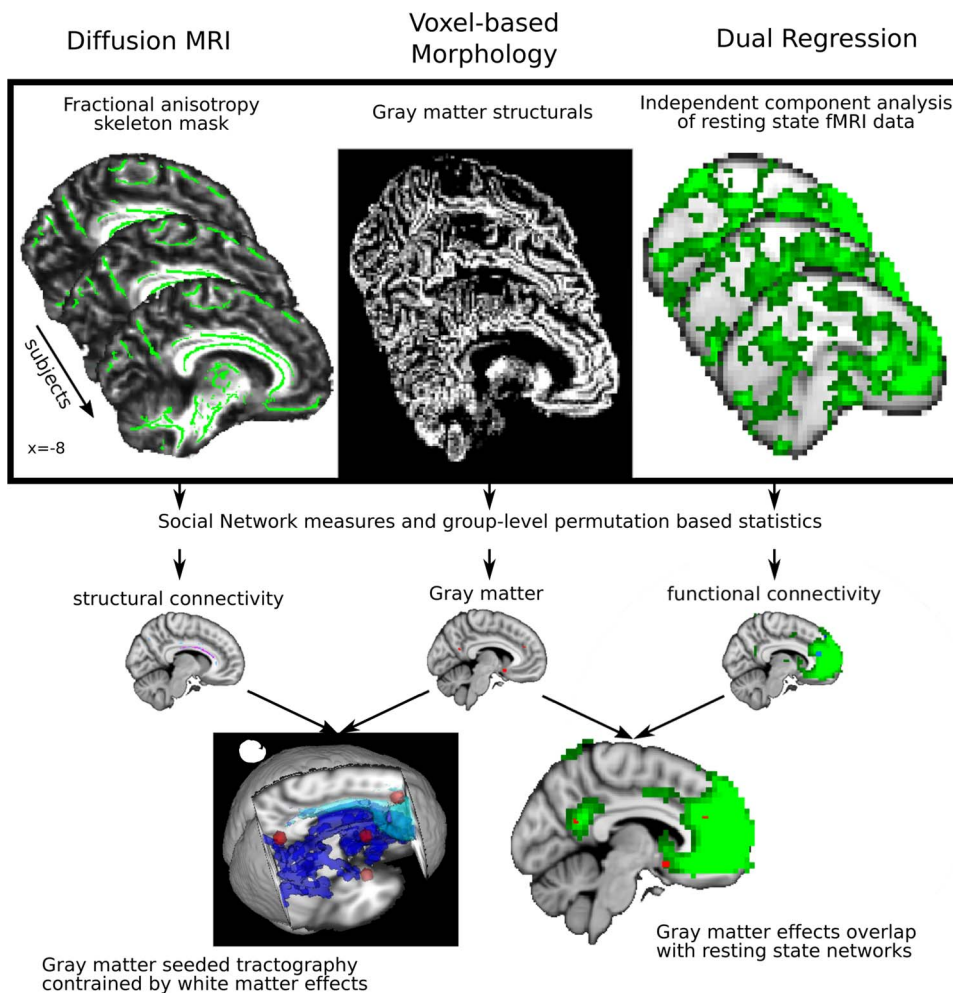 Diffusion MRI
Voxel-based
Morphology
Dual Regression
Fractional anisotropy
skeleton mask
Gray matter structurals
Independent component analysis
of resting state fMRI data
subjects
x=-8
Social Network measures and group-level permutation based statistics
structural connectivity
Gray matter
functional connectivity
Gray matter seeded tractography
contrained by white matter effects
Gray matter effects overlap
with resting state networks